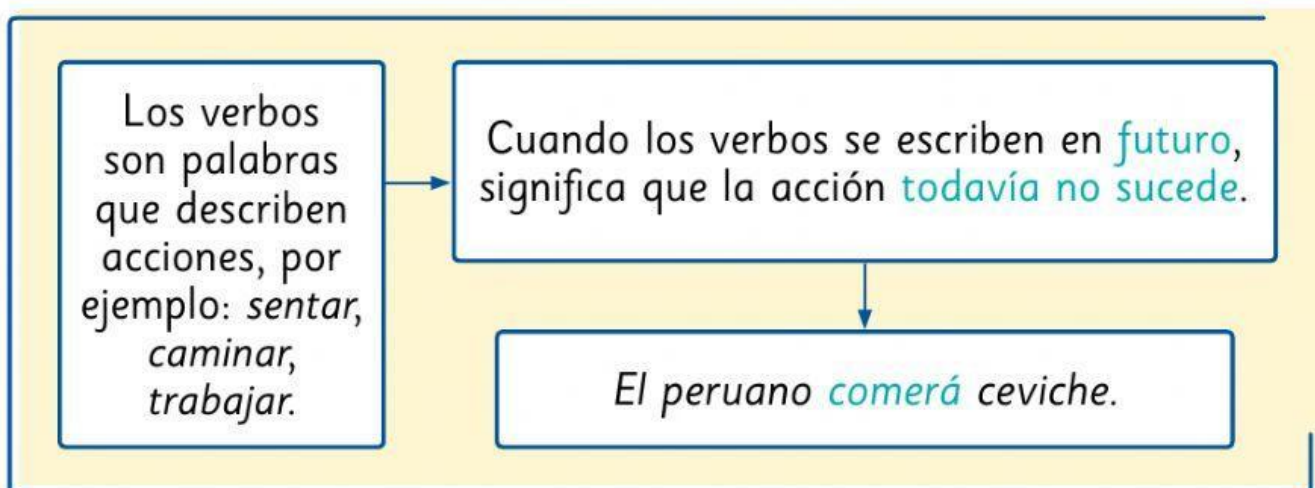 Los verbos
son palabras
que describen
acciones, por
ejemplo: sentar,
caminar,
trabajar.
Cuando los verbos se escriben en futuro,
significa que la acción todavía no sucede.
El peruano comerá ceviche.